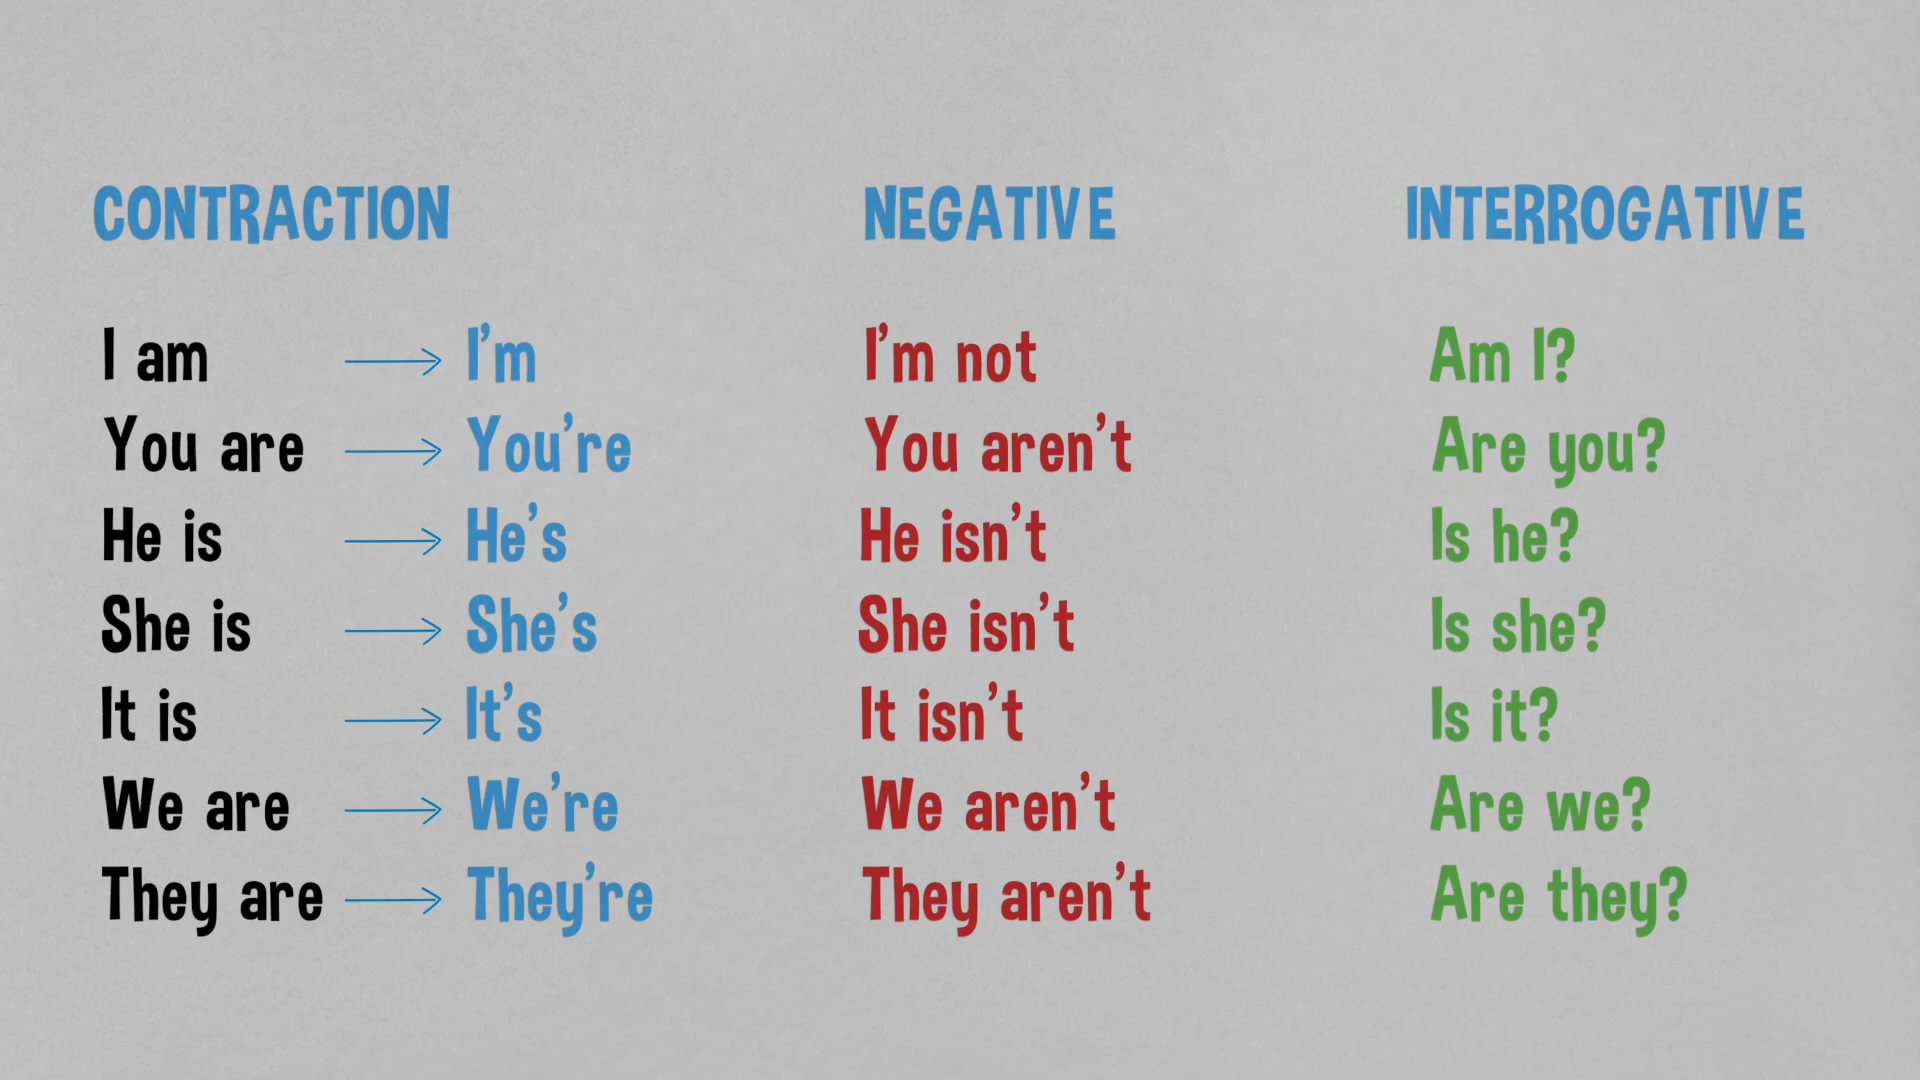 CONTRACTION NEGATIVE INTERROGATIVE
I am I'm I'm not Am I?
You are You're You aren't Are you?
He is He's He isn't Is he?
She is She's She isn't Is she?
It is It's It isn't Is it?
We are We're We aren't Are we?
They are They're They aren't Are they?